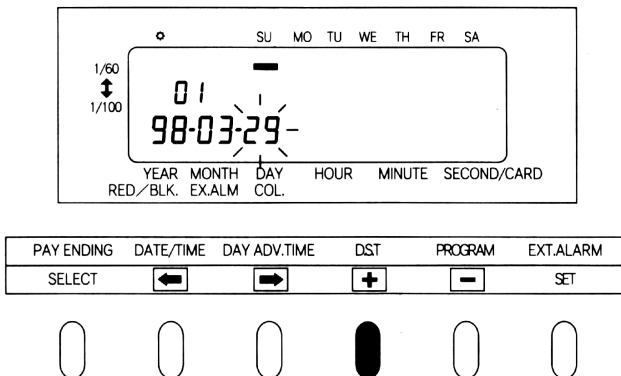 SU MO TU WE TH FR SA
1/60
1/100
01
98-03-29-
YEAR MONTH DAY HOUR MINUTE SECOND/CARD
RED/BLK. EX.ALM COL.
PAY ENDING DATE/TIME DAY ADV.TIME D.S.T PROGRAM EXT.ALARM
SELECT ← → + − SET